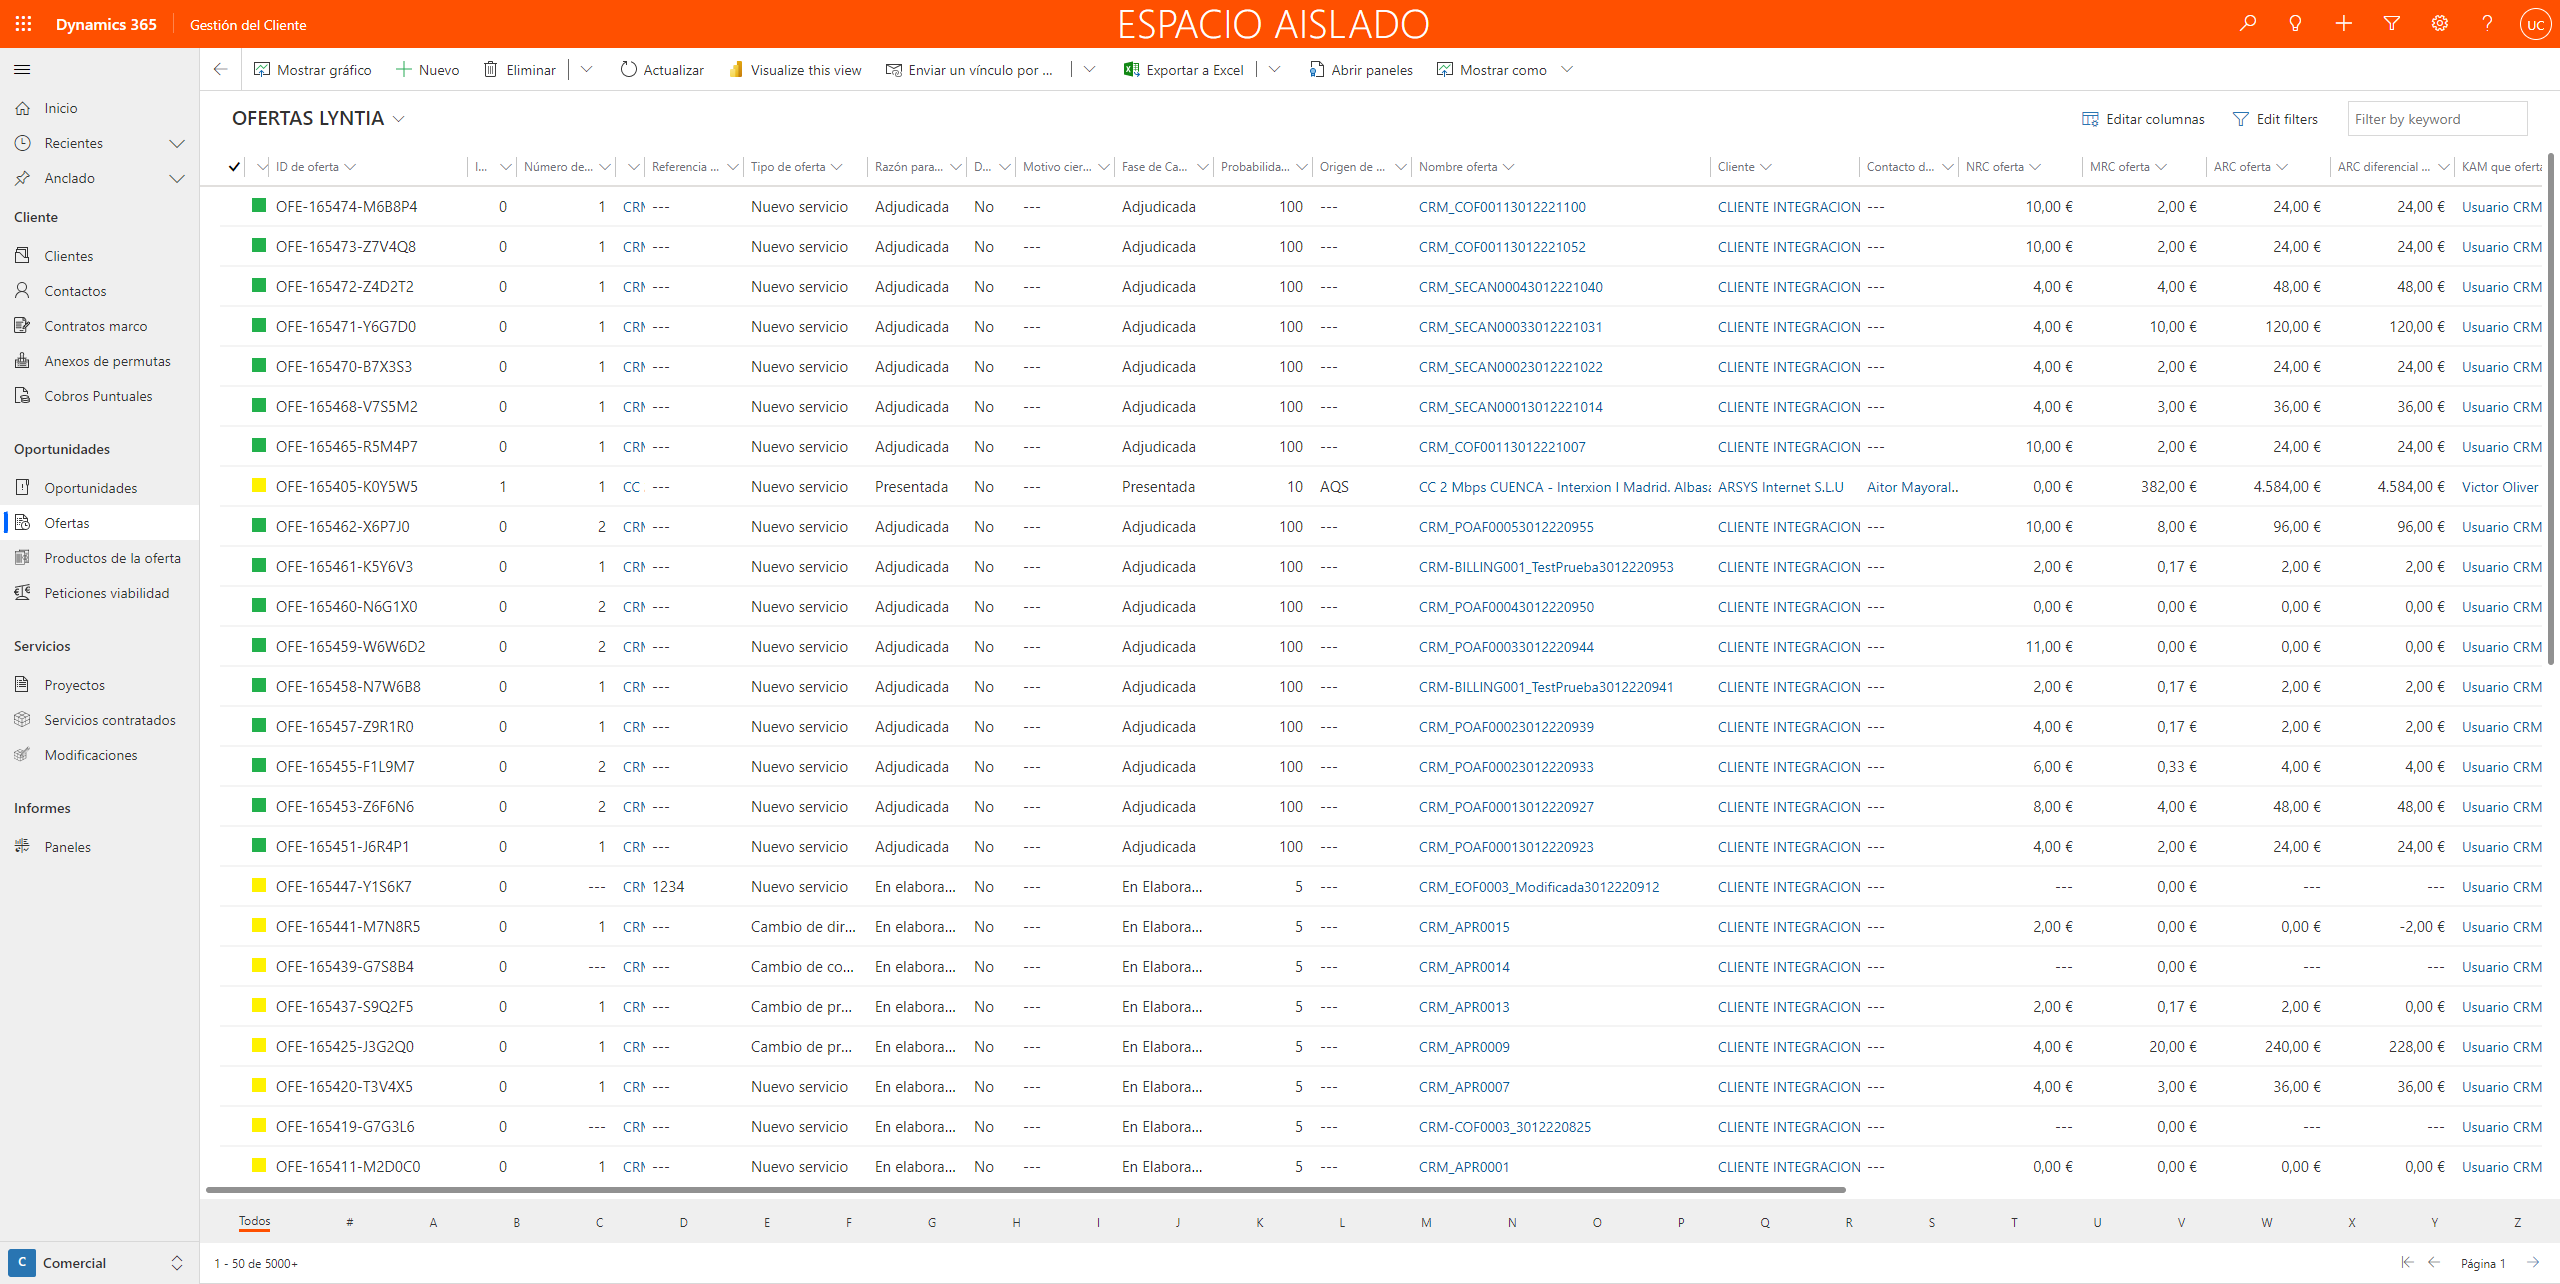 Dynamics 365 Gestión del Cliente ESPACIO AISLADO UC
Mostrar gráfico Nuevo Eliminar Actualizar Visualize this view Enviar un vínculo por ... Exportar a Excel Abrir paneles Mostrar como
Inicio
Recientes
Anclado
Cliente
Clientes
Contactos
Contratos marco
Anexos de permutas
Cobros Puntuales
Oportunidades
Oportunidades
Ofertas
Productos de la oferta
Peticiones viabilidad
Servicios
Proyectos
Servicios contratados
Modificaciones
Informes
Paneles
C Comercial
OFERTAS LYNTIA Editar columnas Edit filters Filter by keyword
ID de oferta I... Número de... Referencia ... Tipo de oferta Razón para... D... Motivo cier... Fase de Ca... Probabilida... Origen de ... Nombre oferta Cliente Contacto d... NRC oferta MRC oferta ARC oferta ARC diferencial ... KAM que oferta
OFE-165474-M6B8P4 0 1 CRM --- Nuevo servicio Adjudicada No --- Adjudicada 100 --- CRM_COF00113012221100 CLIENTE INTEGRACION --- 10,00 € 2,00 € 24,00 € 24,00 € Usuario CRM
OFE-165473-Z7V4Q8 0 1 CRM --- Nuevo servicio Adjudicada No --- Adjudicada 100 --- CRM_COF00113012221052 CLIENTE INTEGRACION --- 10,00 € 2,00 € 24,00 € 24,00 € Usuario CRM
OFE-165472-Z4D2T2 0 1 CRM --- Nuevo servicio Adjudicada No --- Adjudicada 100 --- CRM_SECAN00043012221040 CLIENTE INTEGRACION --- 4,00 € 4,00 € 48,00 € 48,00 € Usuario CRM
OFE-165471-Y6G7D0 0 1 CRM --- Nuevo servicio Adjudicada No --- Adjudicada 100 --- CRM_SECAN00033012221031 CLIENTE INTEGRACION --- 4,00 € 10,00 € 120,00 € 120,00 € Usuario CRM
OFE-165470-B7X3S3 0 1 CRM --- Nuevo servicio Adjudicada No --- Adjudicada 100 --- CRM_SECAN00023012221022 CLIENTE INTEGRACION --- 4,00 € 2,00 € 24,00 € 24,00 € Usuario CRM
OFE-165468-V7S5M2 0 1 CRM --- Nuevo servicio Adjudicada No --- Adjudicada 100 --- CRM_SECAN00013012221014 CLIENTE INTEGRACION --- 4,00 € 3,00 € 36,00 € 36,00 € Usuario CRM
OFE-165465-R5M4P7 0 1 CRM --- Nuevo servicio Adjudicada No --- Adjudicada 100 --- CRM_COF00113012221007 CLIENTE INTEGRACION --- 10,00 € 2,00 € 24,00 € 24,00 € Usuario CRM
OFE-165405-K0Y5W5 1 1 CC --- Nuevo servicio Presentada No --- Presentada 10 AQS CC 2 Mbps CUENCA - Interxion I Madrid. Albasa ARSYS Internet S.L.U Aitor Mayoral.. 0,00 € 382,00 € 4.584,00 € 4.584,00 € Victor Oliver
OFE-165462-X6P7J0 0 2 CRM --- Nuevo servicio Adjudicada No --- Adjudicada 100 --- CRM_POAF00053012220955 CLIENTE INTEGRACION --- 10,00 € 8,00 € 96,00 € 96,00 € Usuario CRM
OFE-165461-K5Y6V3 0 1 CRM --- Nuevo servicio Adjudicada No --- Adjudicada 100 --- CRM-BILLING001_TestPrueba3012220953 CLIENTE INTEGRACION --- 2,00 € 0,17 € 2,00 € 2,00 € Usuario CRM
OFE-165460-N6G1X0 0 2 CRM --- Nuevo servicio Adjudicada No --- Adjudicada 100 --- CRM_POAF00043012220950 CLIENTE INTEGRACION --- 0,00 € 0,00 € 0,00 € 0,00 € Usuario CRM
OFE-165459-W6W6D2 0 2 CRM --- Nuevo servicio Adjudicada No --- Adjudicada 100 --- CRM_POAF00033012220944 CLIENTE INTEGRACION --- 11,00 € 0,00 € 0,00 € 0,00 € Usuario CRM
OFE-165458-N7W6B8 0 1 CRM --- Nuevo servicio Adjudicada No --- Adjudicada 100 --- CRM-BILLING001_TestPrueba3012220941 CLIENTE INTEGRACION --- 2,00 € 0,17 € 2,00 € 2,00 € Usuario CRM
OFE-165457-Z9R1R0 0 1 CRM --- Nuevo servicio Adjudicada No --- Adjudicada 100 --- CRM_POAF00023012220939 CLIENTE INTEGRACION --- 4,00 € 0,17 € 2,00 € 2,00 € Usuario CRM
OFE-165455-F1L9M7 0 2 CRM --- Nuevo servicio Adjudicada No --- Adjudicada 100 --- CRM_POAF00023012220933 CLIENTE INTEGRACION --- 6,00 € 0,33 € 4,00 € 4,00 € Usuario CRM
OFE-165453-Z6F6N6 0 2 CRM --- Nuevo servicio Adjudicada No --- Adjudicada 100 --- CRM_POAF00013012220927 CLIENTE INTEGRACION --- 8,00 € 4,00 € 48,00 € 48,00 € Usuario CRM
OFE-165451-J6R4P1 0 1 CRM --- Nuevo servicio Adjudicada No --- Adjudicada 100 --- CRM_POAF00013012220923 CLIENTE INTEGRACION --- 4,00 € 2,00 € 24,00 € 24,00 € Usuario CRM
OFE-165447-Y1S6K7 0 --- CRM 1234 Nuevo servicio En elabora... No --- En Elabora... 5 --- CRM_EOF0003_Modificada3012220912 CLIENTE INTEGRACION --- --- 0,00 € --- --- Usuario CRM
OFE-165441-M7N8R5 0 1 CRM --- Cambio de dir... En elabora... No --- En Elabora... 5 --- CRM_APR0015 CLIENTE INTEGRACION --- 2,00 € 0,00 € 0,00 € -2,00 € Usuario CRM
OFE-165439-G7S8B4 0 --- CRM --- Cambio de co... En elabora... No --- En Elabora... 5 --- CRM_APR0014 CLIENTE INTEGRACION --- --- 0,00 € --- --- Usuario CRM
OFE-165437-S9Q2F5 0 1 CRM --- Cambio de pr... En elabora... No --- En Elabora... 5 --- CRM_APR0013 CLIENTE INTEGRACION --- 2,00 € 0,17 € 2,00 € 0,00 € Usuario CRM
OFE-165425-J3G2Q0 0 1 CRM --- Cambio de pr... En elabora... No --- En Elabora... 5 --- CRM_APR0009 CLIENTE INTEGRACION --- 4,00 € 20,00 € 240,00 € 228,00 € Usuario CRM
OFE-165420-T3V4X5 0 1 CRM --- Nuevo servicio En elabora... No --- En Elabora... 5 --- CRM_APR0007 CLIENTE INTEGRACION --- 4,00 € 3,00 € 36,00 € 36,00 € Usuario CRM
OFE-165419-G7G3L6 0 --- CRM --- Nuevo servicio En elabora... No --- En Elabora... 5 --- CRM-COF0003_3012220825 CLIENTE INTEGRACION --- --- 0,00 € --- --- Usuario CRM
OFE-165411-M2D0C0 0 1 CRM --- Nuevo servicio En elabora... No --- En Elabora... 5 --- CRM_APR0001 CLIENTE INTEGRACION --- 0,00 € 0,00 € 0,00 € 0,00 € Usuario CRM
Todos # A B C D E F G H I J K L M N O P Q R S T U V W X Y Z
1 - 50 de 5000+ Página 1